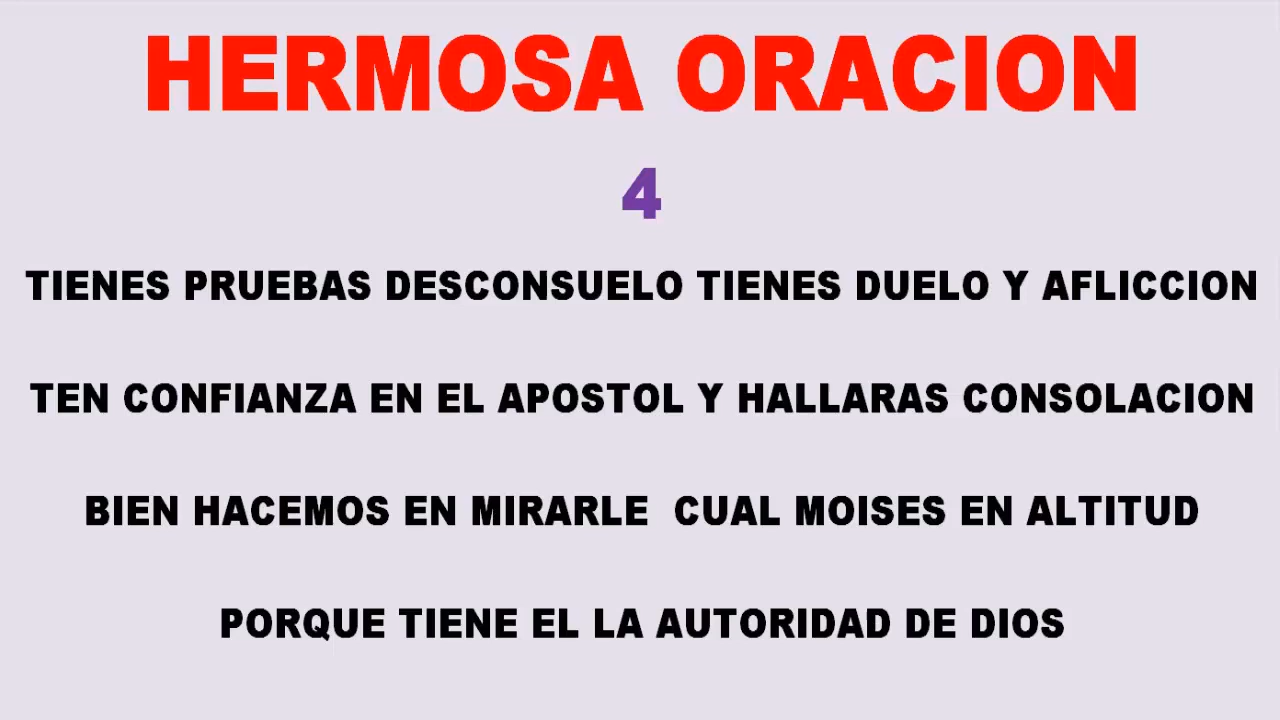 HERMOSA ORACION
4
TIENES PRUEBAS DESCONSUELO TIENES DUELO Y AFLICCION
TEN CONFIANZA EN EL APOSTOL Y HALLARAS CONSOLACION
BIEN HACEMOS EN MIRARLE CUAL MOISES EN ALTITUD
PORQUE TIENE EL LA AUTORIDAD DE DIOS